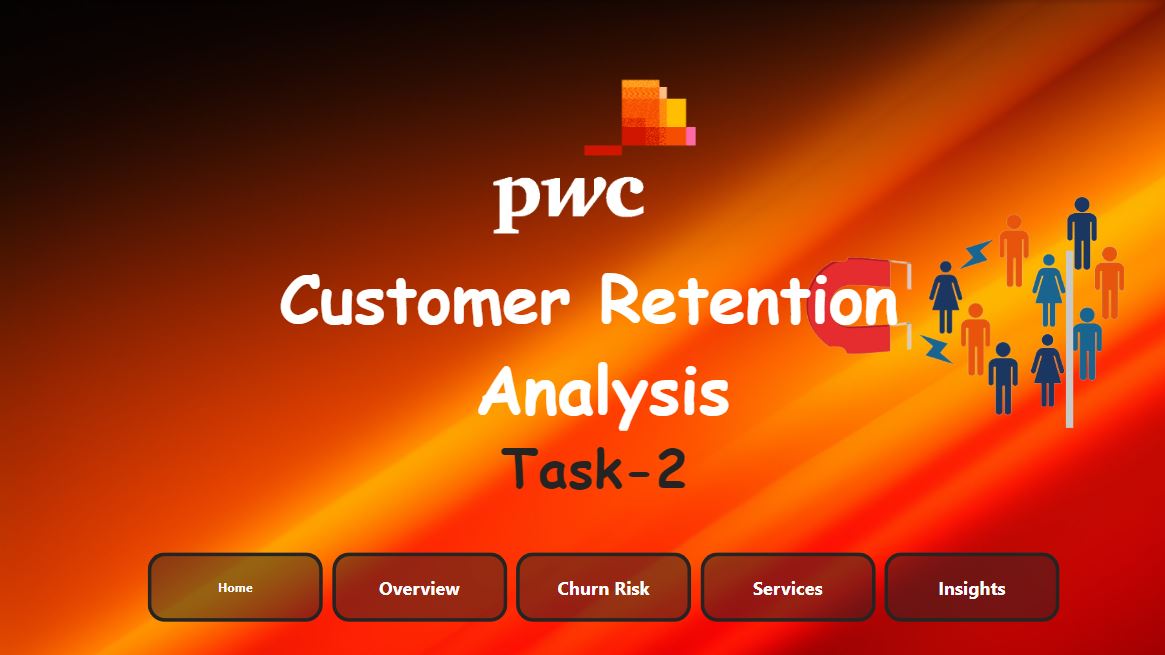 pwc
Customer Retention
Analysis
Task-2
Home
Overview
Churn Risk
Services
Insights